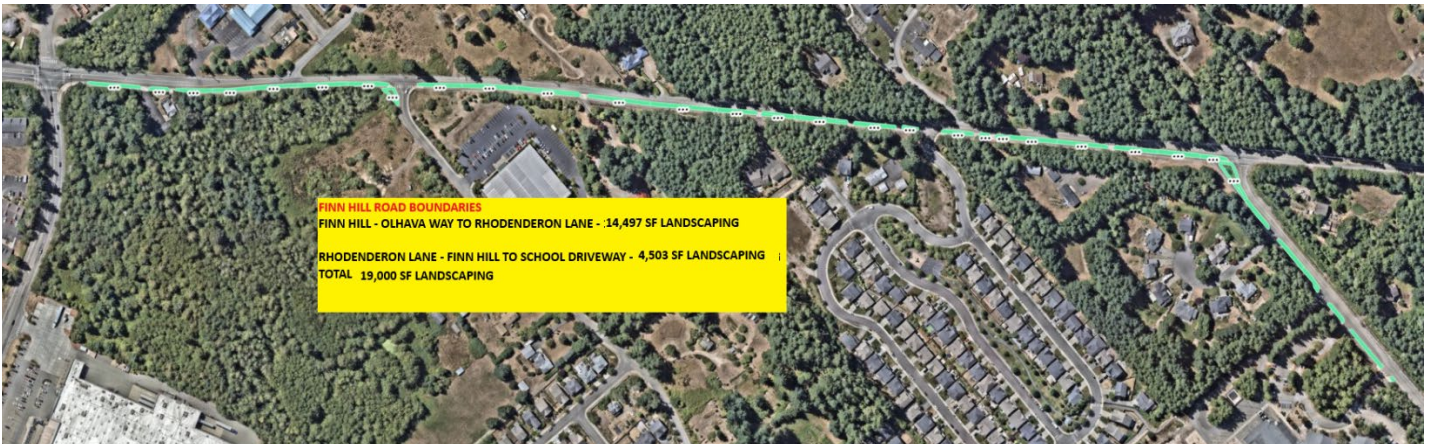 FINN HILL ROAD BOUNDARIES
FINN HILL - OLHAVA WAY TO RHODENDERON LANE - 14,497 SF LANDSCAPING
RHODENDERON LANE - FINN HILL TO SCHOOL DRIVEWAY - 4,503 SF LANDSCAPING
TOTAL 19,000 SF LANDSCAPING